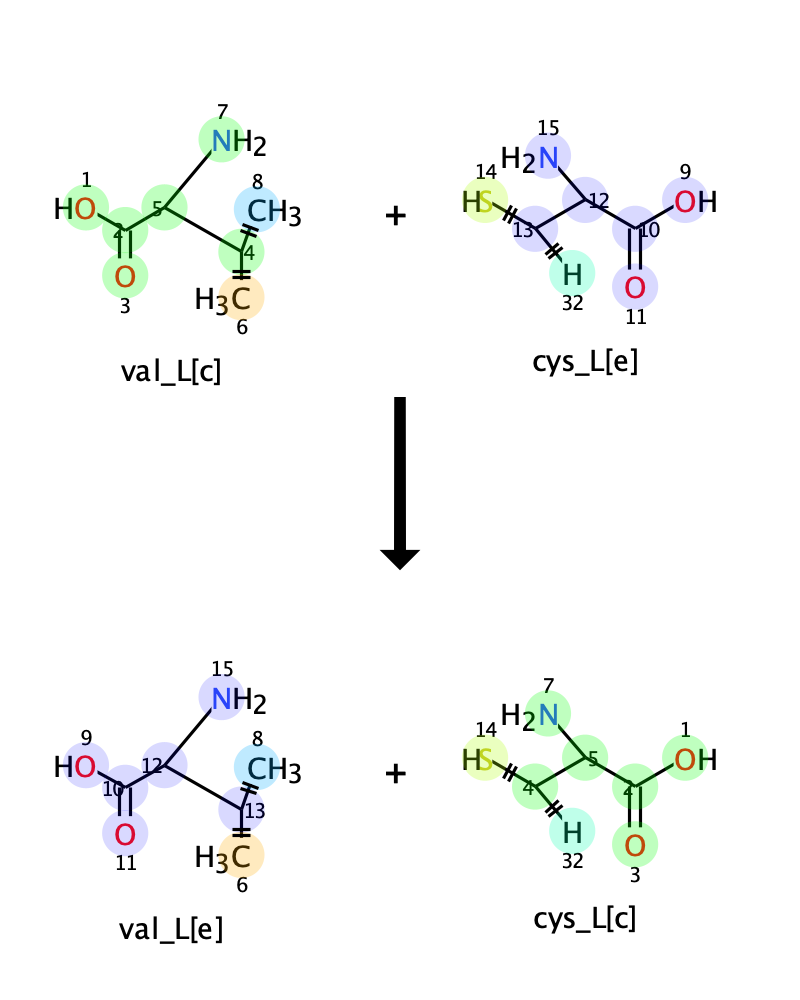 7
NH2
8
CH3
1
HO
5
2
4
O
3
H3C
6
val_L[c]
+
15
H2N
14
HS
9
OH
12
13
10
H
32
O
11
cys_L[e]
15
NH2
8
CH3
9
HO
12
10
13
O
11
H3C
6
val_L[e]
+
7
H2N
14
HS
1
OH
5
4
2
H
32
O
3
cys_L[c]